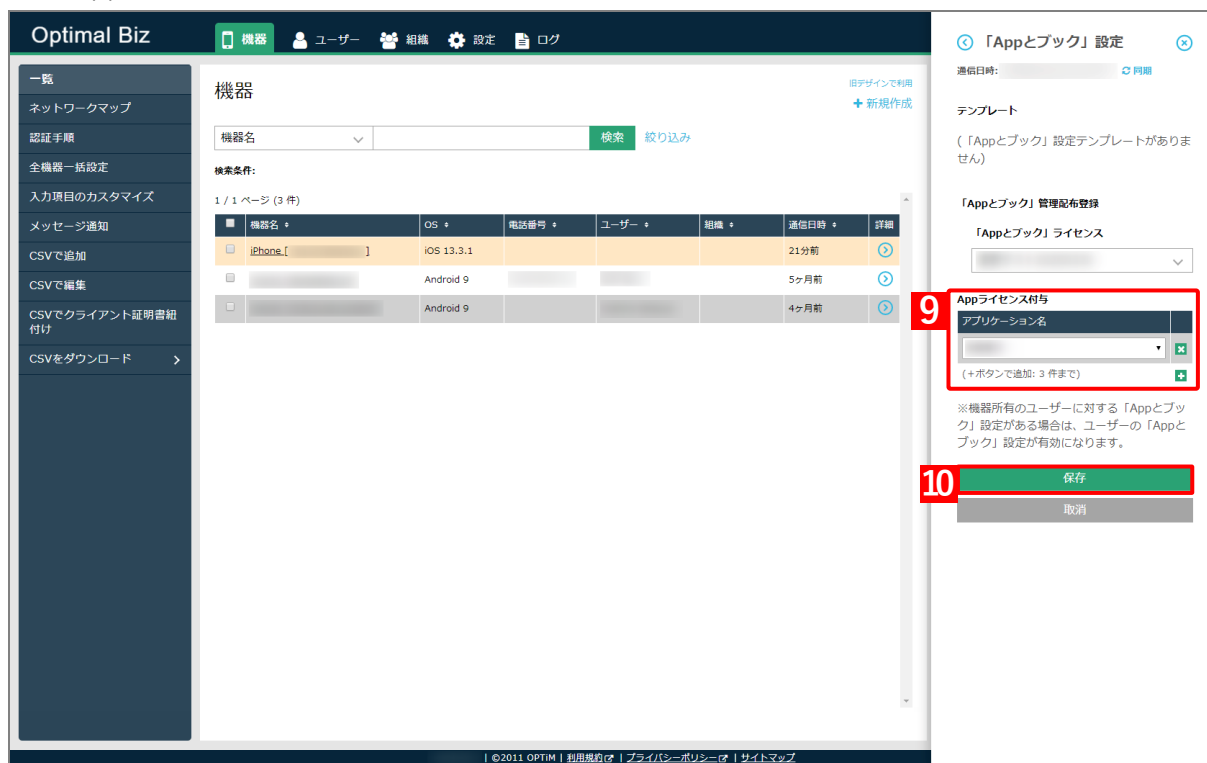 Optimal Biz
機器 ユーザー 組織 設定 ログ
一覧
ネットワークマップ
認証手順
全機器一括設定
入力項目のカスタマイズ
メッセージ通知
CSVで追加
CSVで編集
CSVでクライアント証明書紐
付け
CSVをダウンロード
機器
旧デザインで利用
新規作成
機器名 検索 絞り込み
検索条件:
1 / 1 ページ (3 件)
機器名 OS 電話番号 ユーザー 組織 通信日時 詳細
iPhone [ ] iOS 13.3.1 21分前
Android 9 5ヶ月前
Android 9 4ヶ月前
「Appとブック」設定
通信日時: 同期
テンプレート
(「Appとブック」設定テンプレートがありま
せん)
「Appとブック」管理配布登録
「Appとブック」ライセンス
9
Appライセンス付与
アプリケーション名
(+ボタンで追加: 3 件まで)
※機器所有のユーザーに対する「Appとブッ
ク」設定がある場合は、ユーザーの「Appと
ブック」設定が有効になります。
10
保存
取消
| ©2011 OPTiM | 利用規約 | プライバシーポリシー | サイトマップ